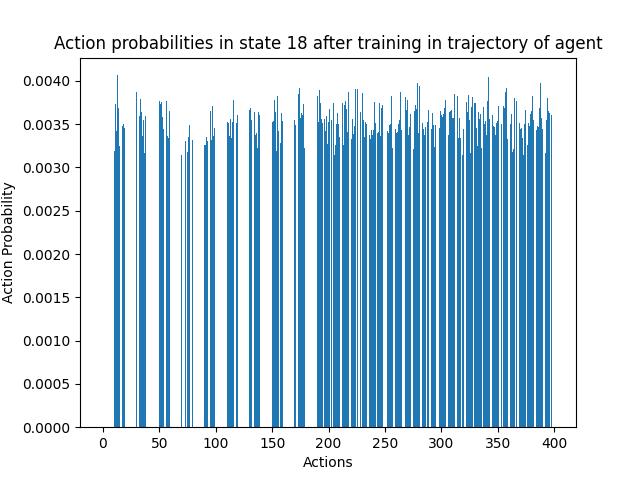 Action probabilities in state 18 after training in trajectory of agent
0.0040
0.0035
0.0030
0.0025
0.0020
0.0015
0.0010
0.0005
0.0000
Action Probability
0 50 100 150 200 250 300 350 400
Actions